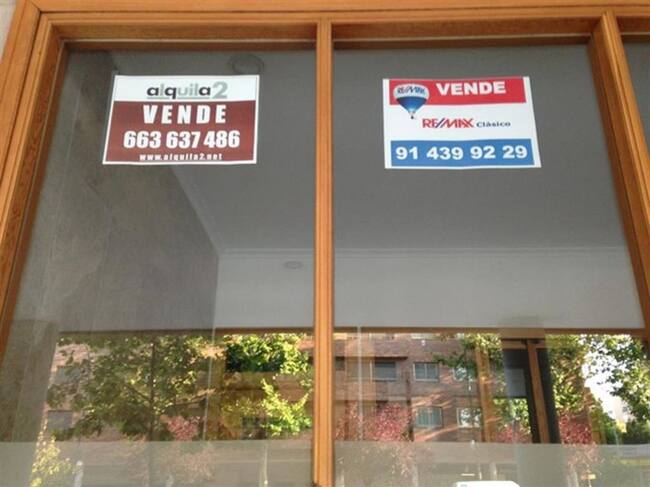 alquila2
VENDE
663 637 486
www.alquila2.net
RE/MAX
VENDE
RE/MAX Clásico
91 439 92 29